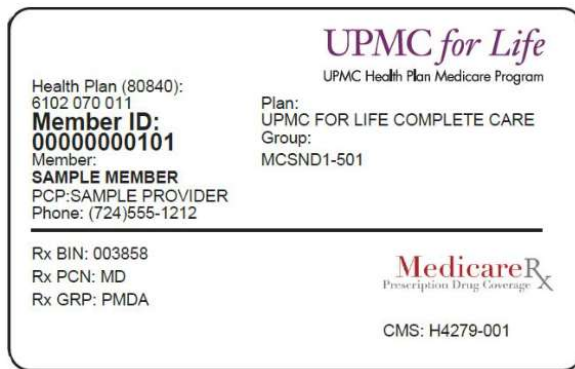 UPMC for Life
UPMC Health Plan Medicare Program
Health Plan (80840):
6102 070 011
Member ID:
00000000101
Member:
SAMPLE MEMBER
PCP:SAMPLE PROVIDER
Phone: (724)555-1212
Plan:
UPMC FOR LIFE COMPLETE CARE
Group:
MCSND1-501
Rx BIN: 003858
Rx PCN: MD
Rx GRP: PMDA
MedicareRx
Prescription Drug Coverage
CMS: H4279-001